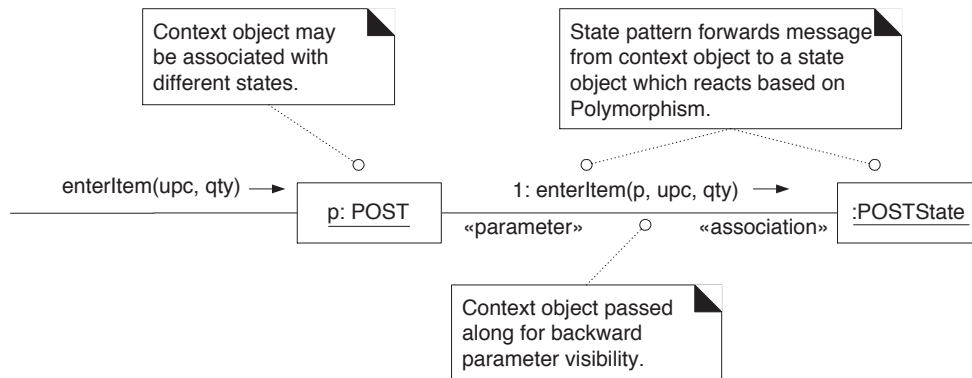 Context object may
be associated with
different states.
State pattern forwards message
from context object to a state
object which reacts based on
Polymorphism.
enterItem(upc, qty)
1: enterItem(p, upc, qty)
p: POST
:POSTState
«parameter»
«association»
Context object passed
along for backward
parameter visibility.